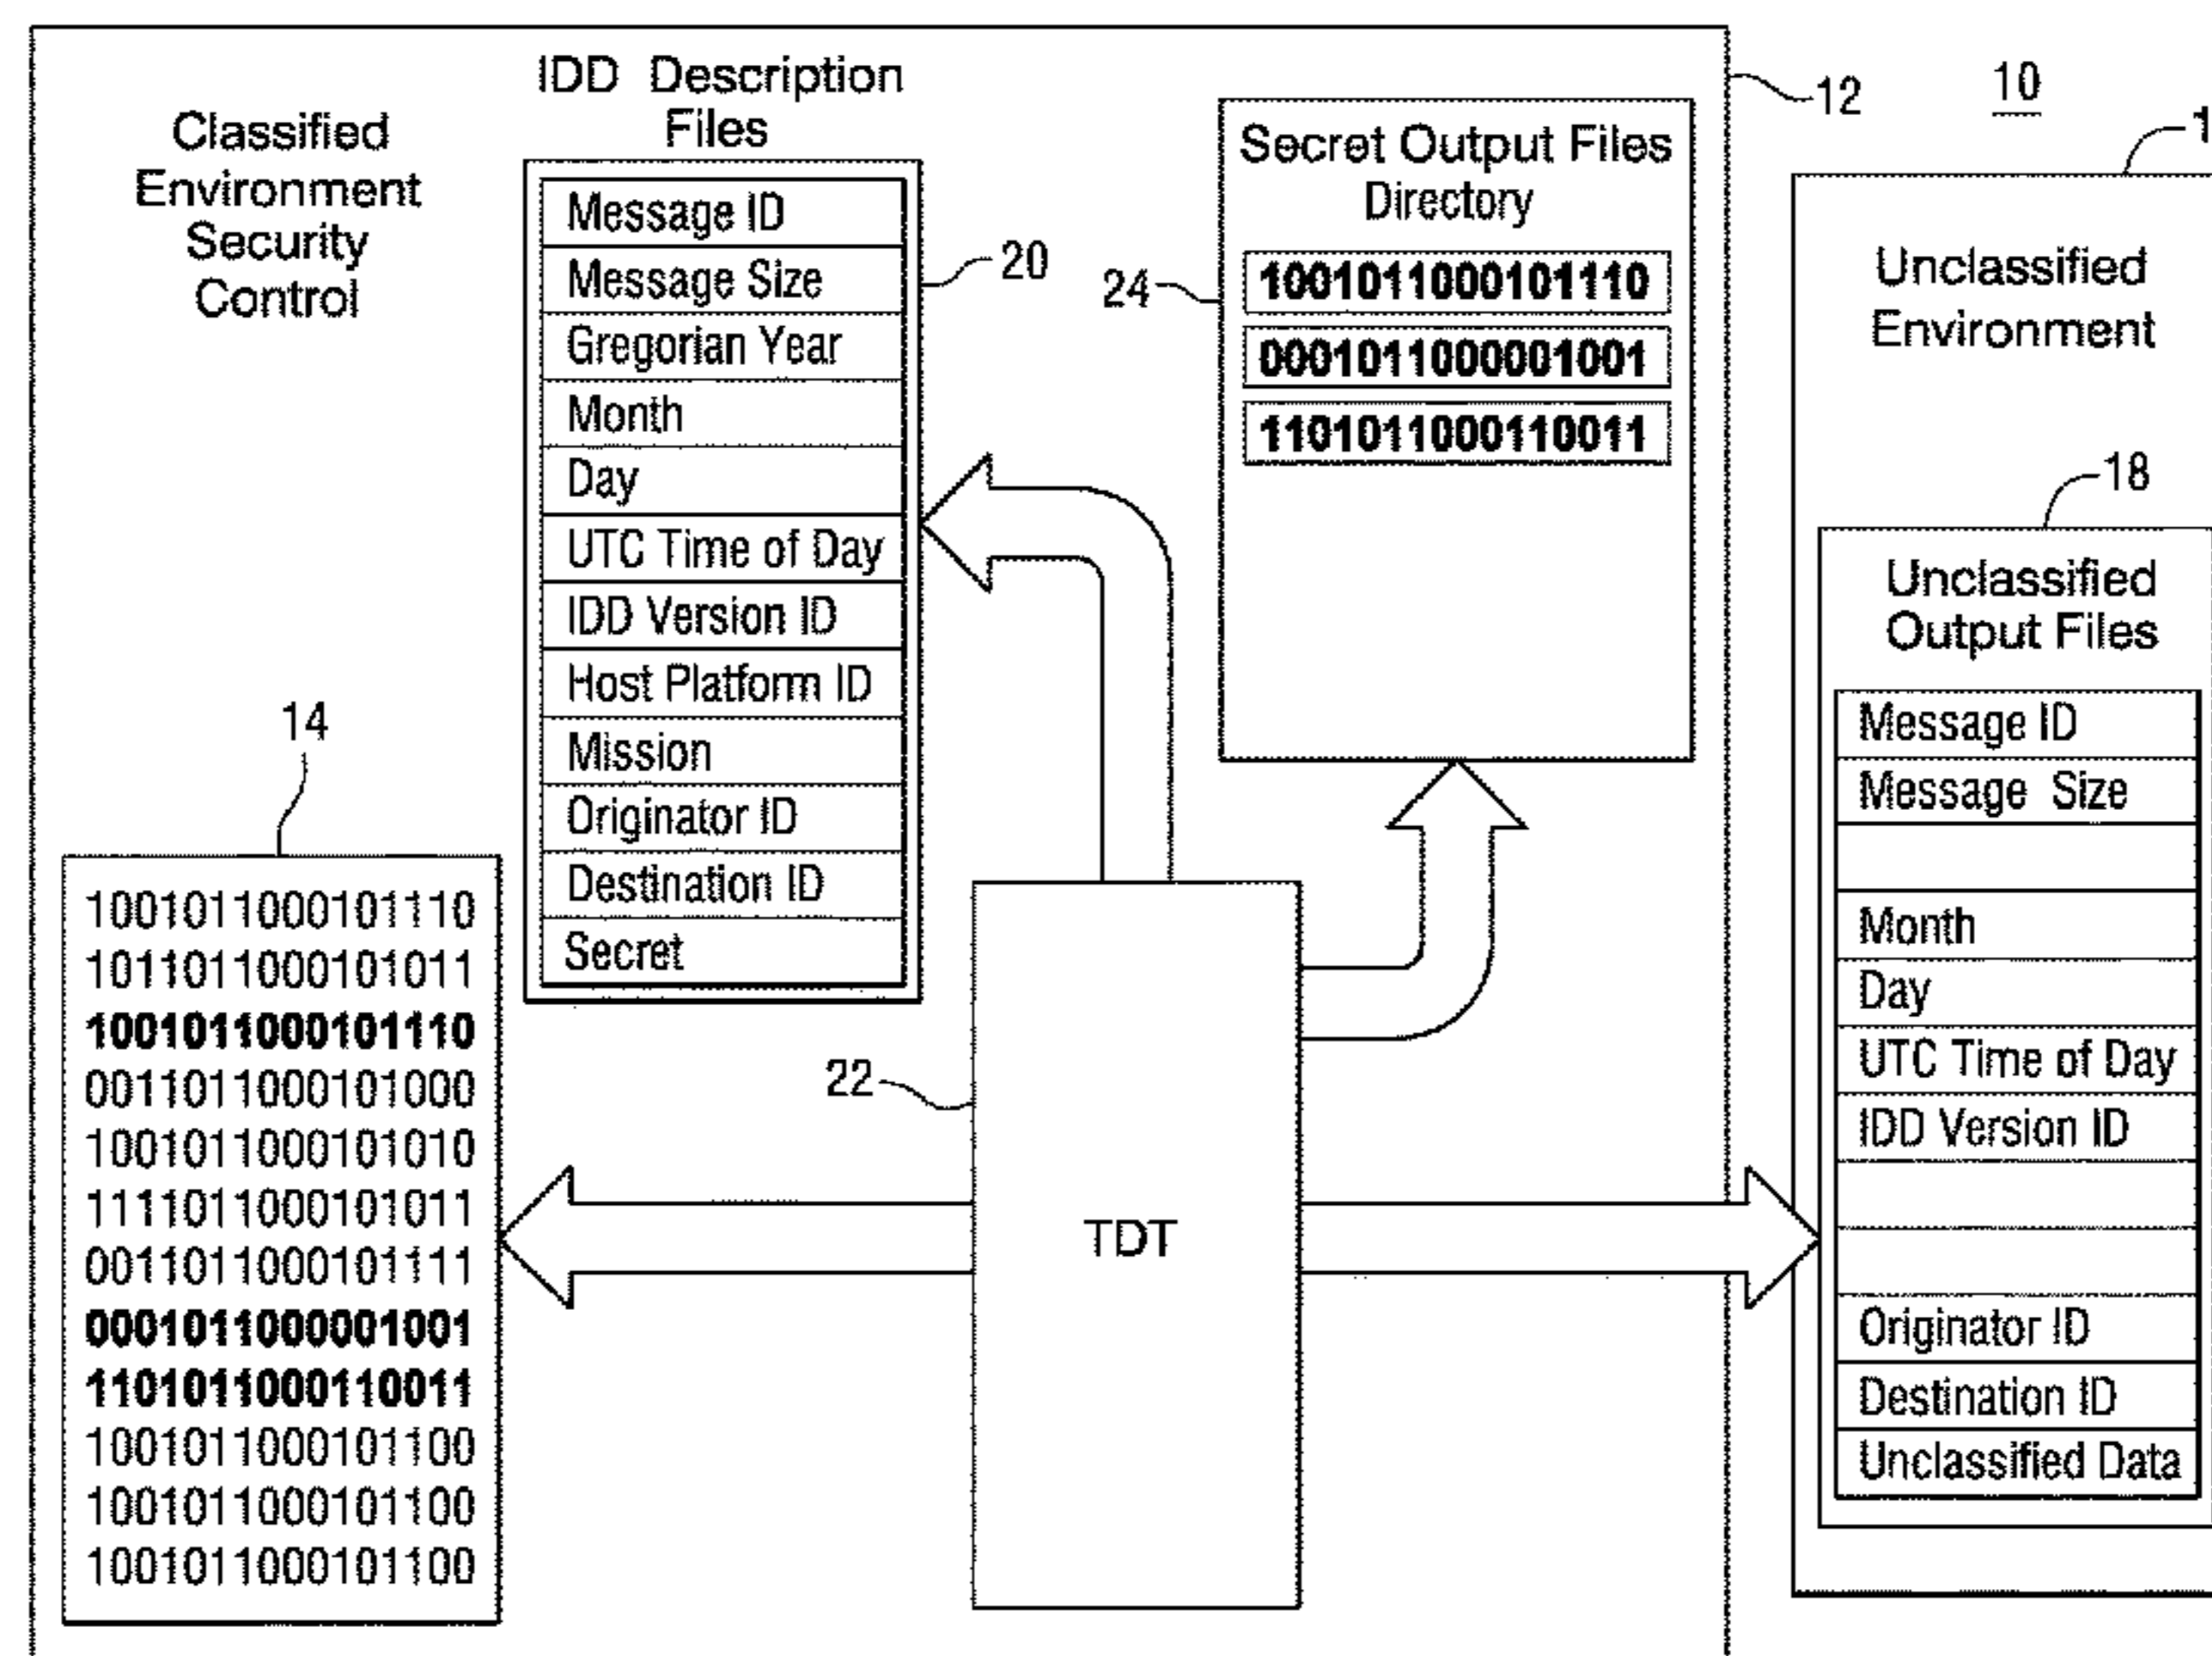 Classified
Environment
Security
Control
IDD Description
Files
Message ID
Message Size
Gregorian Year
Month
Day
UTC Time of Day
IDD Version ID
Host Platform ID
Mission
Originator ID
Destination ID
Secret
20
Secret Output Files
Directory
1001011000101110
0001011000001001
1101011000110011
24
12
10
Unclassified
Environment
18
Unclassified
Output Files
Message ID
Message Size
Month
Day
UTC Time of Day
IDD Version ID
Originator ID
Destination ID
Unclassified Data
14
1001011000101110
1011011000101011
1001011000101110
0011011000101000
1001011000101010
1111011000101011
0011011000101111
0001011000001001
1101011000110011
1001011000101100
1001011000101100
1001011000101100
22
TDT